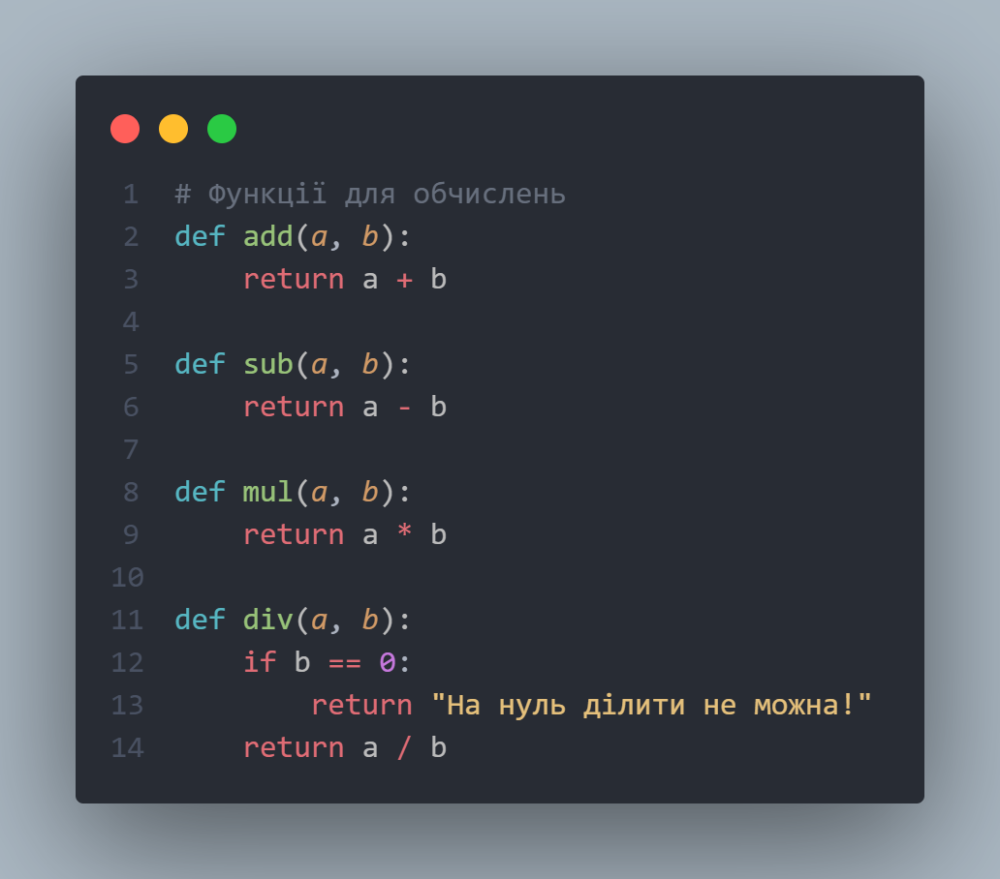 1 # Функції для обчислень
2 def add(a, b):
3     return a + b
4
5 def sub(a, b):
6     return a - b
7
8 def mul(a, b):
9     return a * b
10
11 def div(a, b):
12     if b == 0:
13         return "На нуль ділити не можна!"
14     return a / b